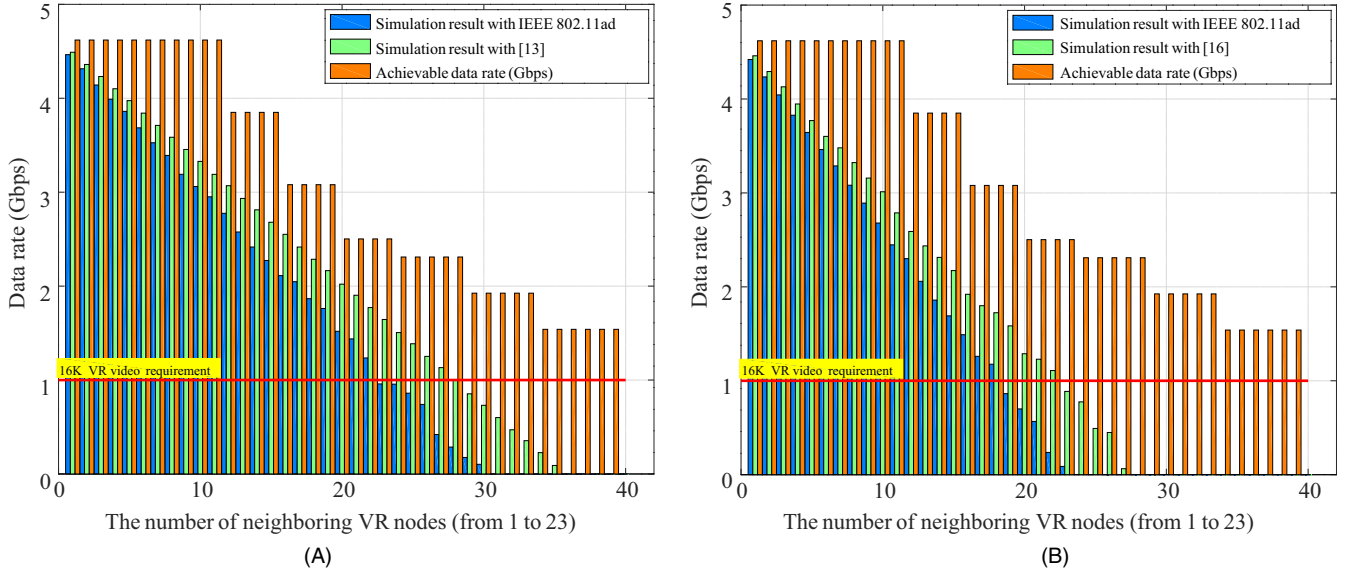 5
4
3
2
1
0
Data rate (Gbps)
Simulation result with IEEE 802.11ad
Simulation result with [13]
Achievable data rate (Gbps)
16K VR video requirement
0 10 20 30 40
The number of neighboring VR nodes (from 1 to 23)
(A)
5
4
3
2
1
0
Data rate (Gbps)
Simulation result with IEEE 802.11ad
Simulation result with [16]
Achievable data rate (Gbps)
16K VR video requirement
0 10 20 30 40
The number of neighboring VR nodes (from 1 to 23)
(B)